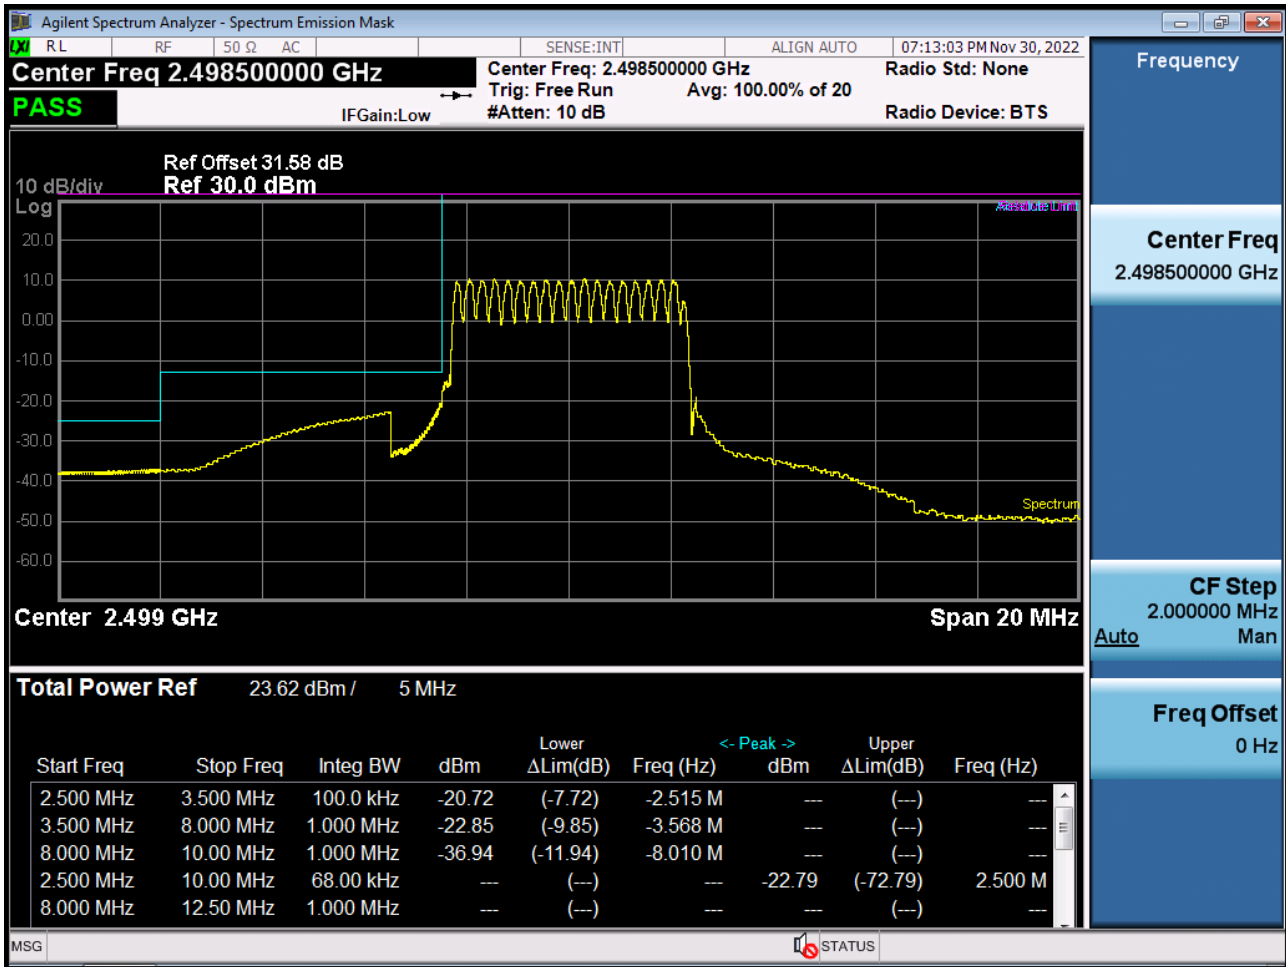 Agilent Spectrum Analyzer - Spectrum Emission Mask
LXI RL RF 50 Ω AC SENSE:INT ALIGN AUTO 07:13:03 PM Nov 30, 2022
Center Freq 2.498500000 GHz
Center Freq: 2.498500000 GHz Radio Std: None
Trig: Free Run Avg: 100.00% of 20
PASS
IFGain:Low #Atten: 10 dB Radio Device: BTS
Ref Offset 31.58 dB
10 dB/div Ref 30.0 dBm
Log
Absolute Limit
20.0
10.0
0.00
-10.0
-20.0
-30.0
-40.0
-50.0
-60.0
Spectrum
Center 2.499 GHz Span 20 MHz
Total Power Ref 23.62 dBm / 5 MHz
Lower <- Peak -> Upper
Start Freq Stop Freq Integ BW dBm ΔLim(dB) Freq (Hz) dBm ΔLim(dB) Freq (Hz)
2.500 MHz 3.500 MHz 100.0 kHz -20.72 (-7.72) -2.515 M --- (---) ---
3.500 MHz 8.000 MHz 1.000 MHz -22.85 (-9.85) -3.568 M --- (---) ---
8.000 MHz 10.00 MHz 1.000 MHz -36.94 (-11.94) -8.010 M --- (---) ---
2.500 MHz 10.00 MHz 68.00 kHz --- (---) --- -22.79 (-72.79) 2.500 M
8.000 MHz 12.50 MHz 1.000 MHz --- (---) --- --- (---) ---
MSG STATUS
Frequency
Center Freq
2.498500000 GHz
CF Step
2.000000 MHz
Auto Man
Freq Offset
0 Hz